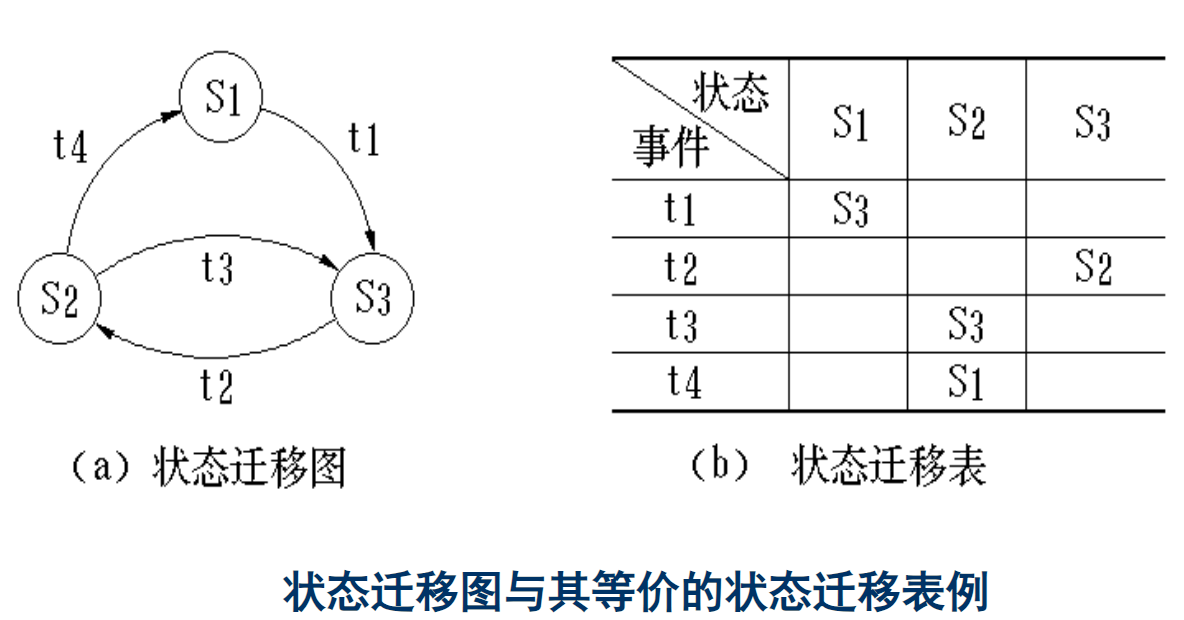 S1
t4
t1
S2
t3
S3
t2
(a) 状态迁移图
状态
事件
S1 S2 S3
t1 S3
t2 S2
t3 S3
t4 S1
(b) 状态迁移表
状态迁移图与其等价的状态迁移表例